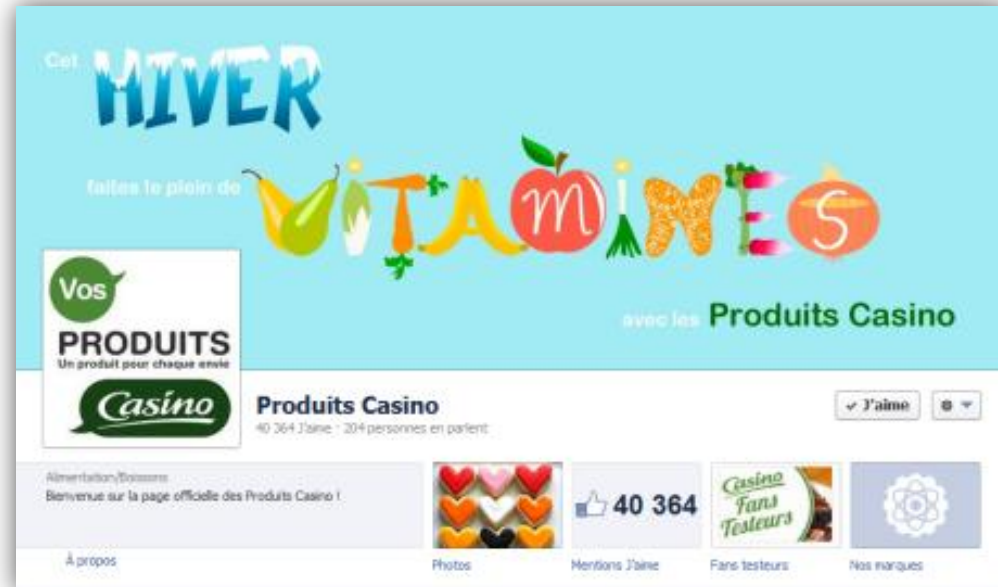 Cet HIVER
faites le plein de VITAMINES
avec les Produits Casino
Vos
PRODUITS
Un produit pour chaque envie
Casino
Produits Casino
40 364 J'aime · 204 personnes en parlent
J'aime
Alimentation/Boissons
Bienvenue sur la page officielle des Produits Casino !
À propos
40 364
Casino
Fans
Testeurs
Photos
Mentions J'aime
Fans testeurs
Nos marques